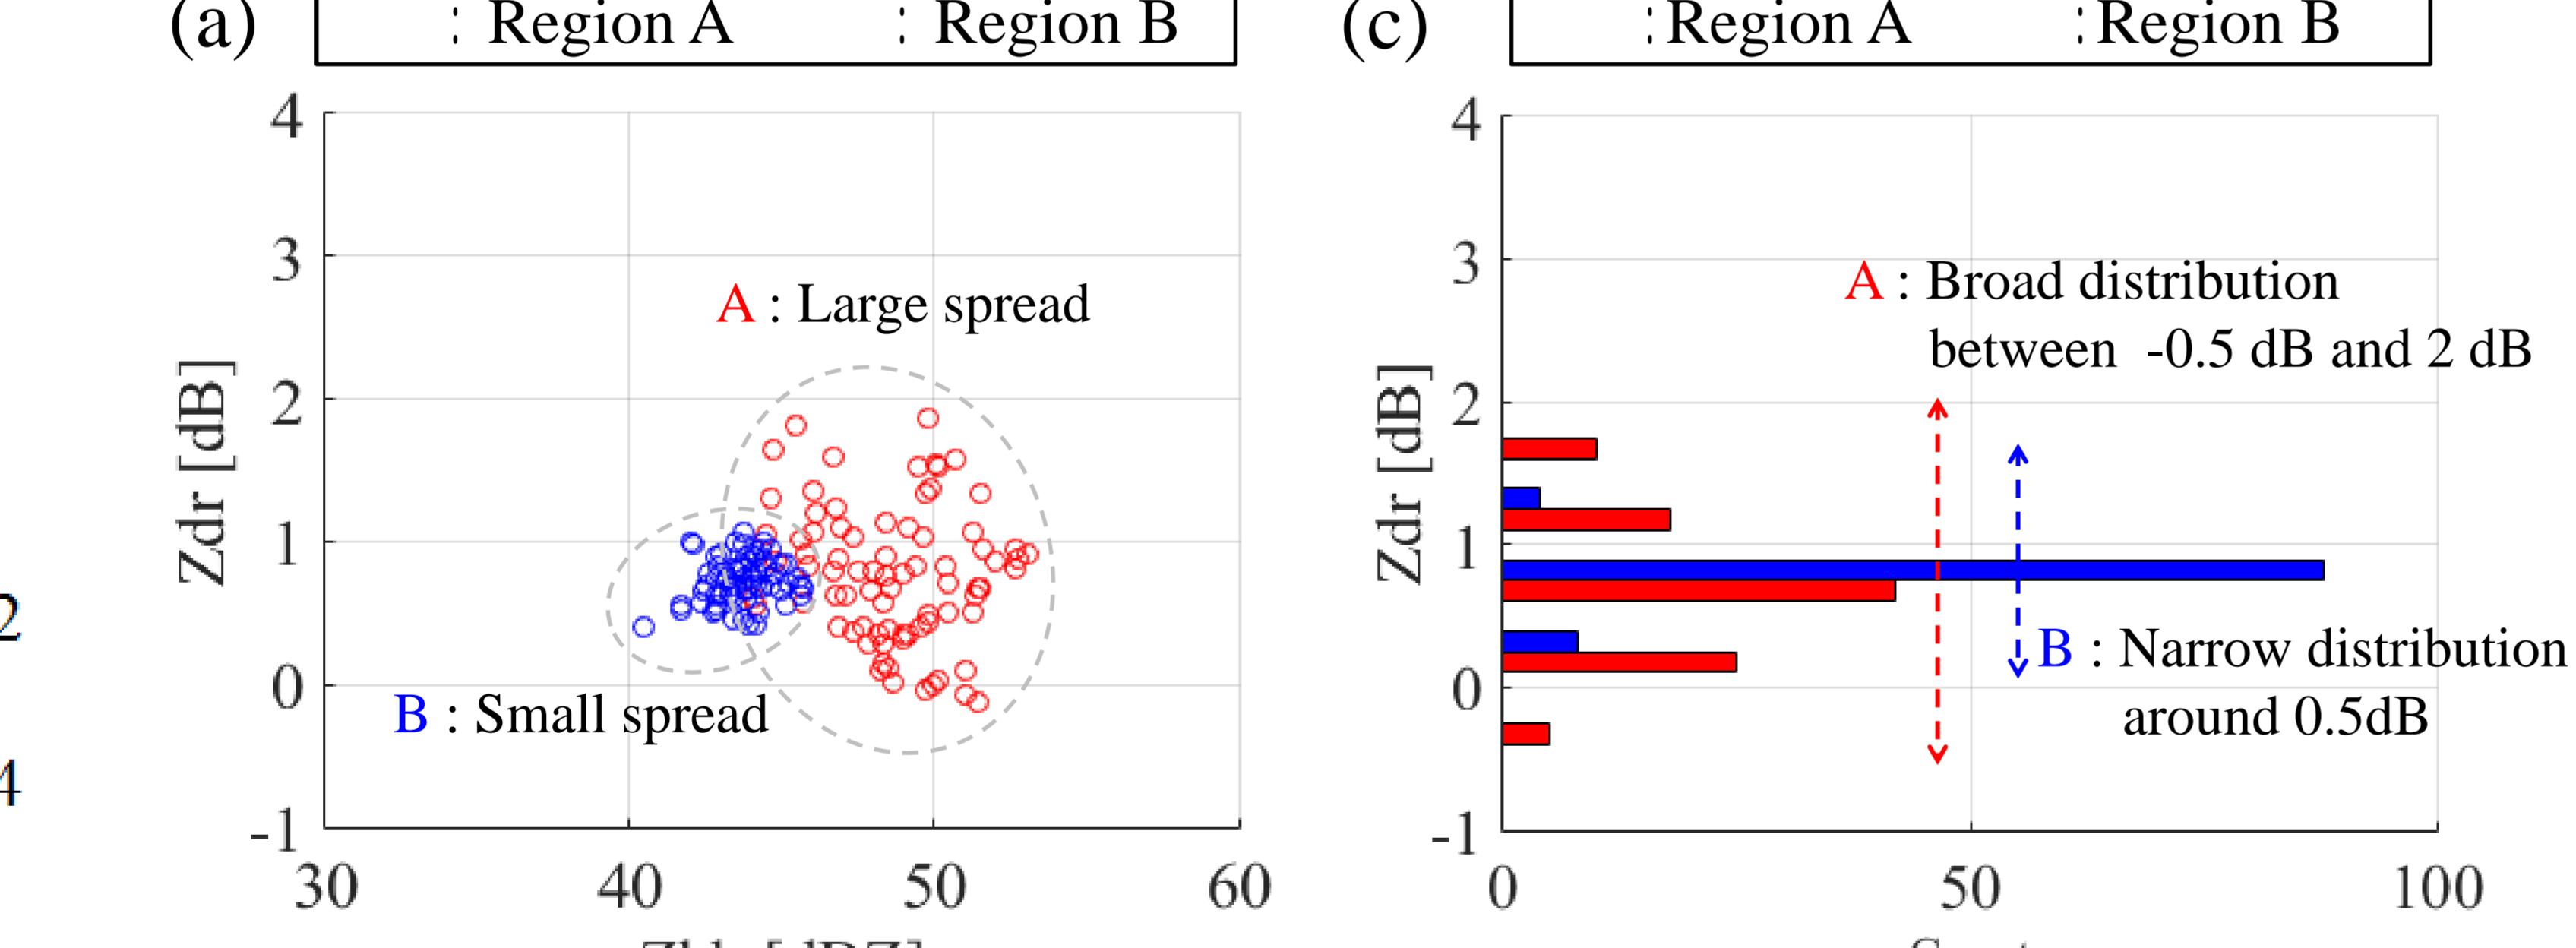 (a)
: Region A : Region B
4
3
2
1
0
-1
Zdr [dB]
A : Large spread
B : Small spread
30 40 50 60
2
4
(c)
: Region A : Region B
4
3
2
1
0
-1
Zdr [dB]
A : Broad distribution
between -0.5 dB and 2 dB
B : Narrow distribution
around 0.5dB
0 50 100